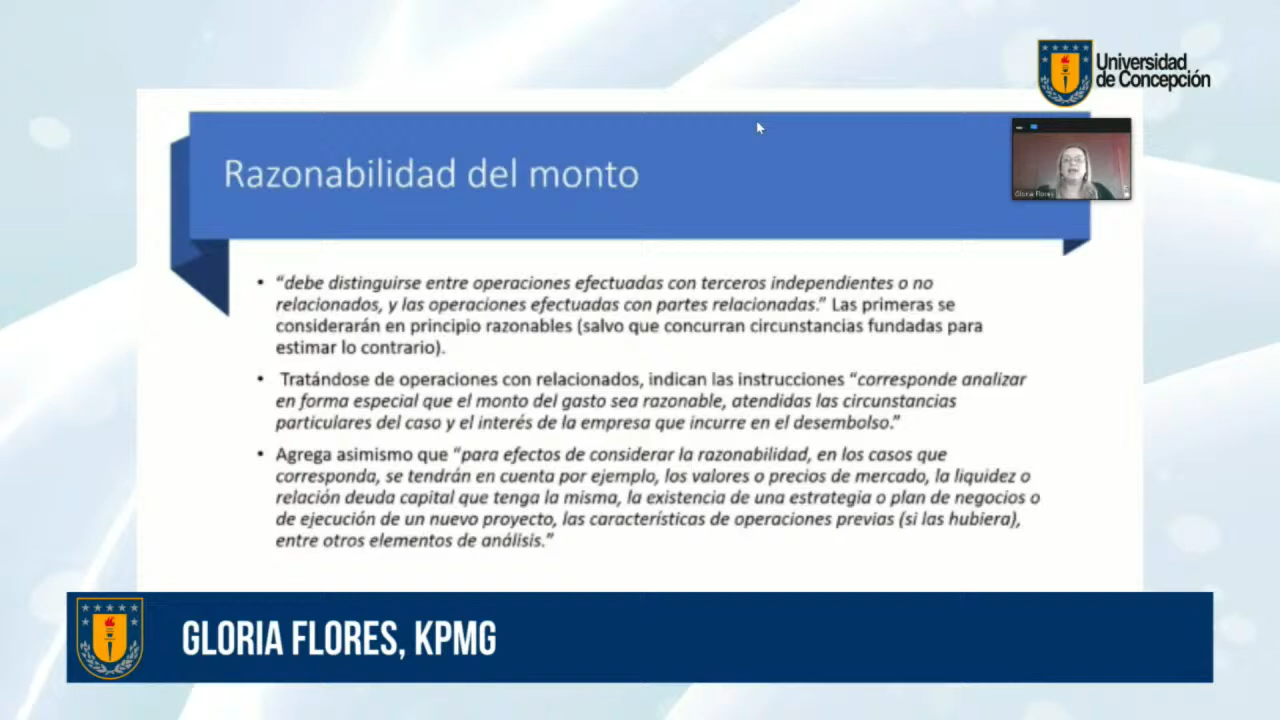 Universidad
de Concepción
Razonabilidad del monto
Gloria Flores
• “debe distinguirse entre operaciones efectuadas con terceros independientes o no
relacionados, y las operaciones efectuadas con partes relacionadas.” Las primeras se
considerarán en principio razonables (salvo que concurran circunstancias fundadas para
estimar lo contrario).
• Tratándose de operaciones con relacionados, indican las instrucciones “corresponde analizar
en forma especial que el monto del gasto sea razonable, atendidas las circunstancias
particulares del caso y el interés de la empresa que incurre en el desembolso.”
• Agrega asimismo que “para efectos de considerar la razonabilidad, en los casos que
corresponda, se tendrán en cuenta por ejemplo, los valores o precios de mercado, la liquidez o
relación deuda capital que tenga la misma, la existencia de una estrategia o plan de negocios o
de ejecución de un nuevo proyecto, las características de operaciones previas (si las hubiera),
entre otros elementos de análisis.”
GLORIA FLORES, KPMG